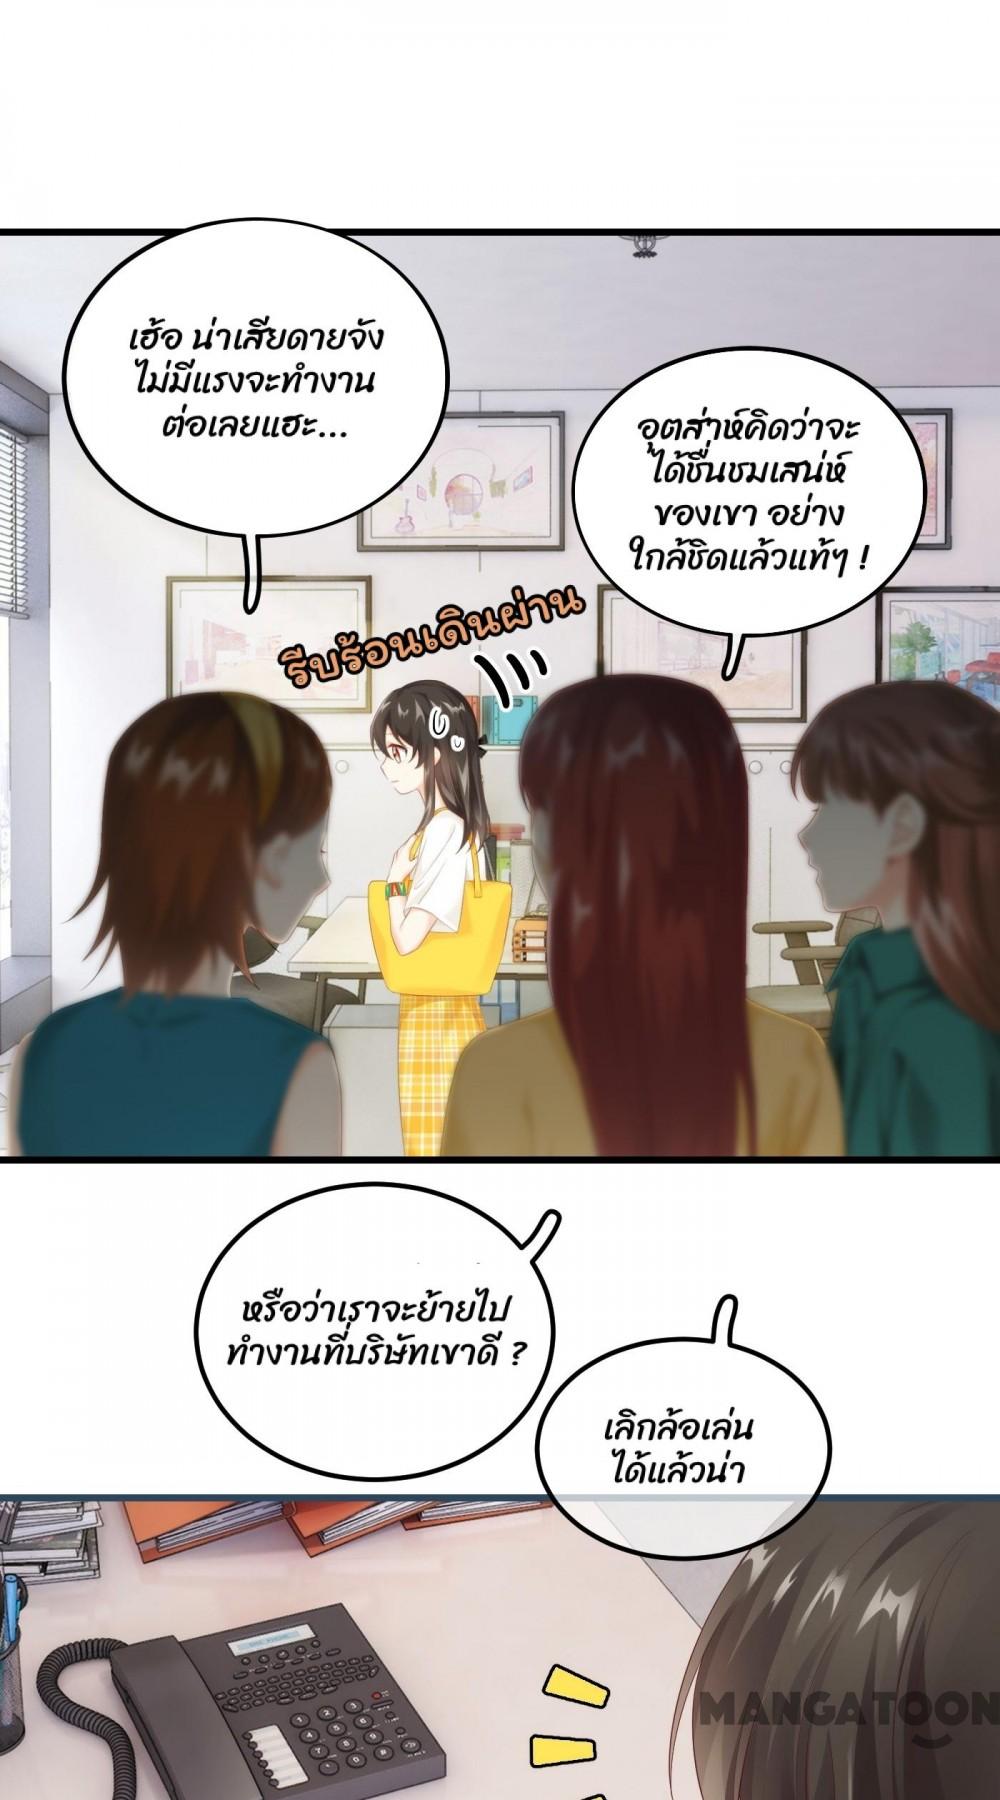 เฮ้อ น่าเสียดายจัง
ไม่มีแรงจะทำงาน
ต่อเลยแฮะ...
อุตส่าห์คิดว่าจะ
ได้ชื่นชมเสน่ห์
ของเขา อย่าง
ใกล้ชิดแล้วแท้ๆ !
รีบร้อนเดินผ่าน
หรือว่าเราจะย้ายไป
ทำงานที่บริษัทเขาดี ?
เลิกล้อเล่น
ได้แล้วน่า
MANGATOON